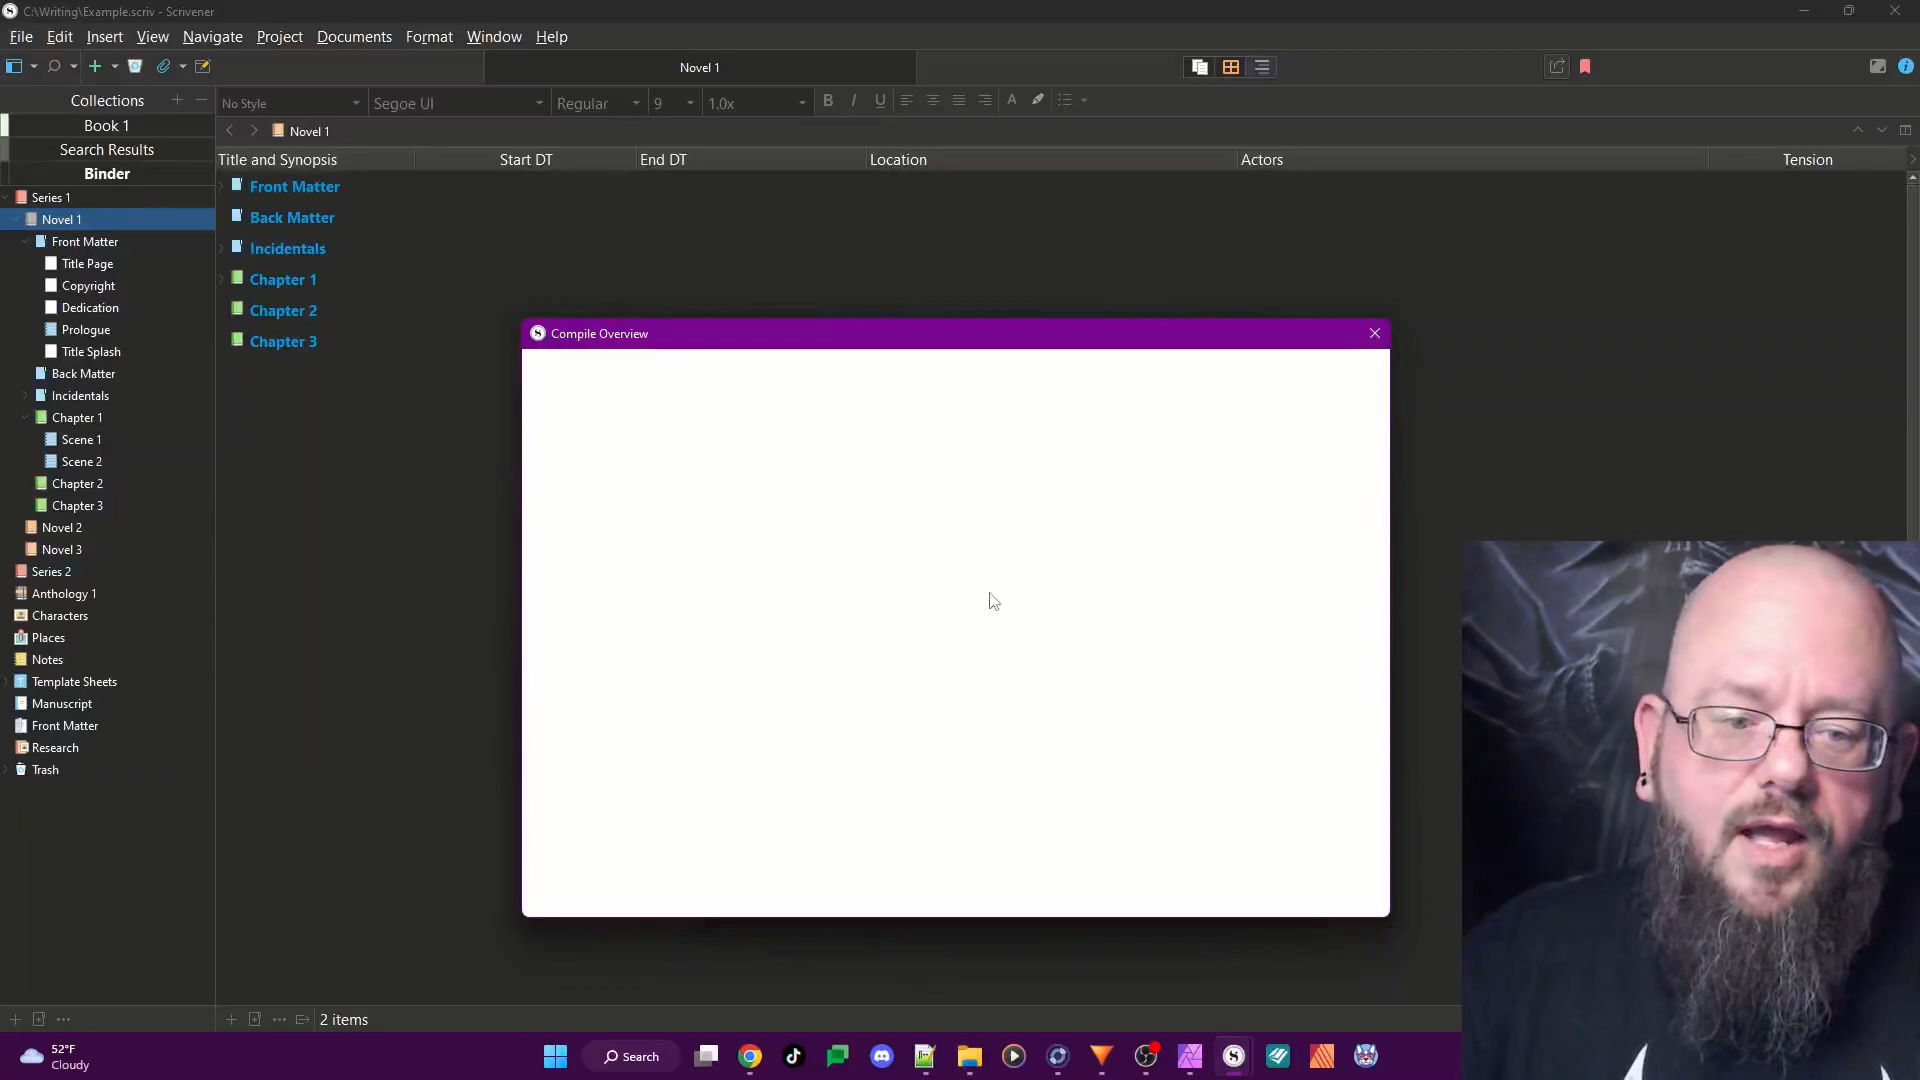 C:\Writing\Example.scriv - Scrivener
File Edit Insert View Navigate Project Documents Format Window Help
Novel 1
Collections
No Style Segoe UI Regular 9 1.0x B I U A
Book 1
Novel 1
Search Results
Title and Synopsis Start DT End DT Location Actors Tension
Binder
Series 1
Novel 1
Front Matter
Title Page
Copyright
Dedication
Prologue
Title Splash
Back Matter
Incidentals
Chapter 1
Scene 1
Scene 2
Chapter 2
Chapter 3
Novel 2
Novel 3
Series 2
Anthology 1
Characters
Places
Notes
Template Sheets
Manuscript
Front Matter
Research
Trash
Front Matter
Back Matter
Incidentals
Chapter 1
Chapter 2
Chapter 3
Compile Overview
2 items
52°F
Cloudy
Search